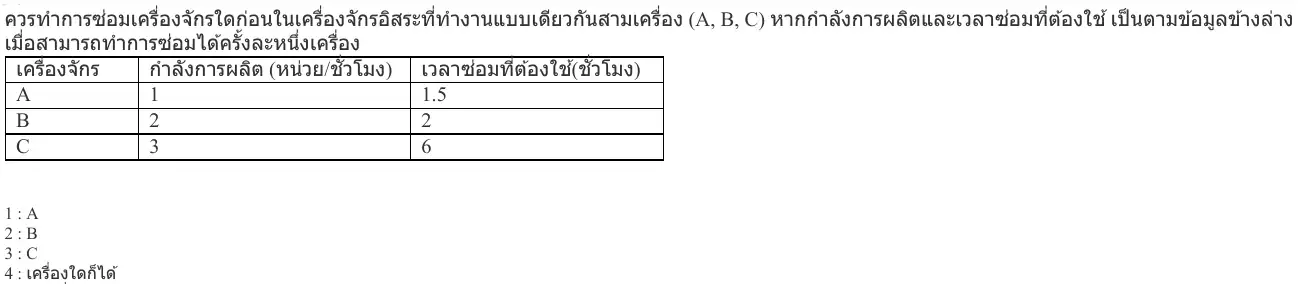 ควรทำการซ่อมเครื่องจักรใดก่อนในเครื่องจักรอิสระที่ทำงานแบบเดียวกันสามเครื่อง (A, B, C) หากกำลังการผลิตและเวลาซ่อมที่ต้องใช้ เป็นตามข้อมูลข้างล่าง
เมื่อสามารถทำการซ่อมได้ครั้งละหนึ่งเครื่อง
เครื่องจักร กำลังการผลิต (หน่วย/ชั่วโมง) เวลาซ่อมที่ต้องใช้(ชั่วโมง)
A 1 1.5
B 2 2
C 3 6
1 : A
2 : B
3 : C
4 : เครื่องใดก็ได้